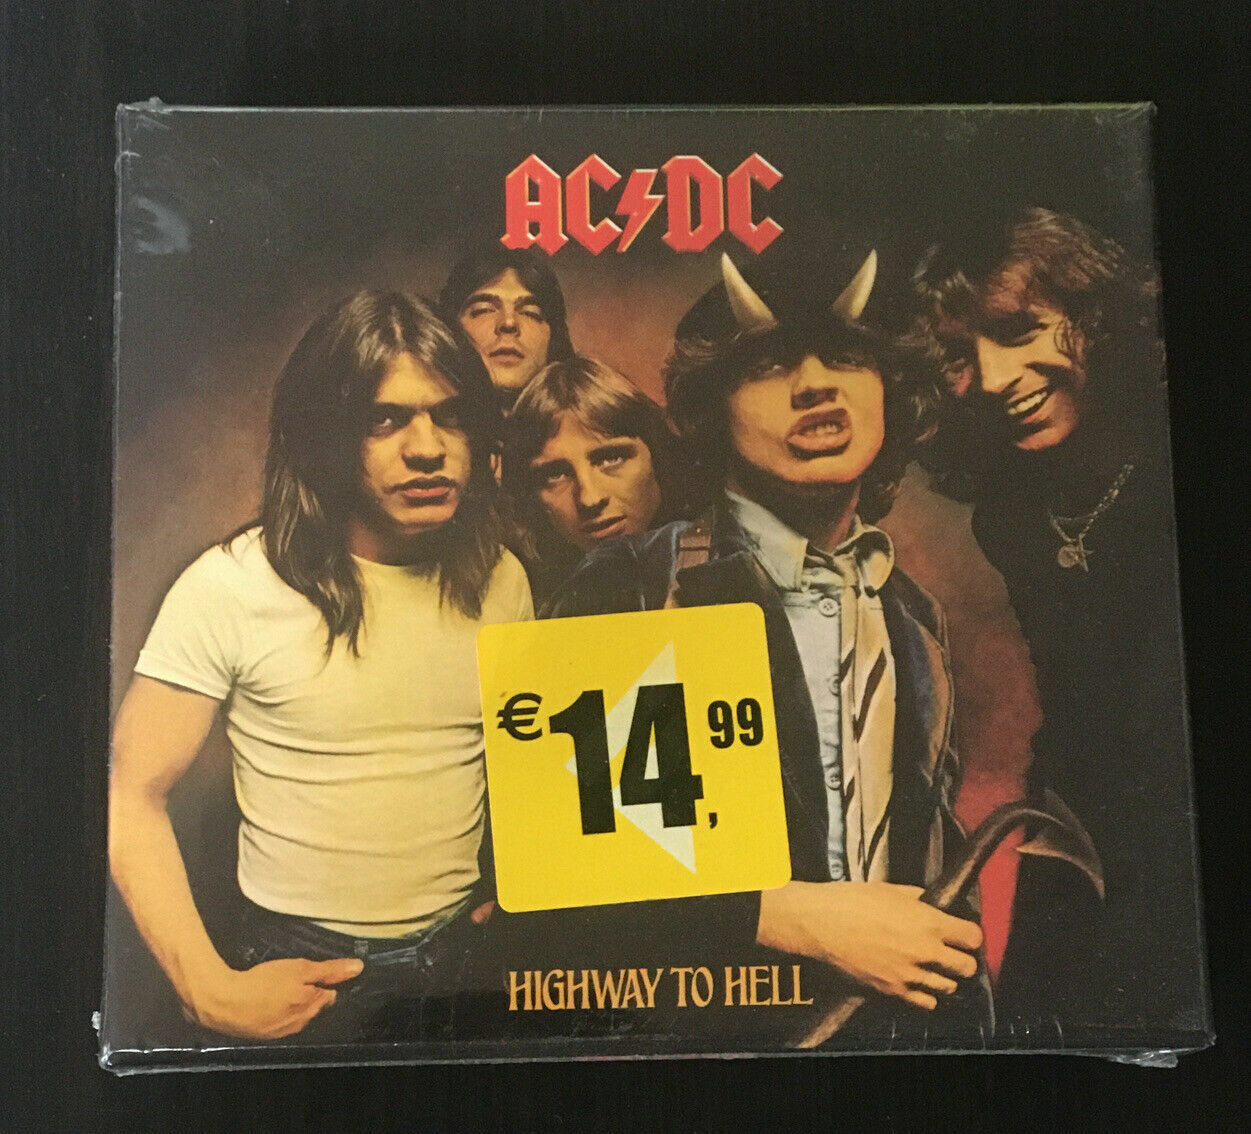 AC⚡DC
€14,99
HIGHWAY TO HELL